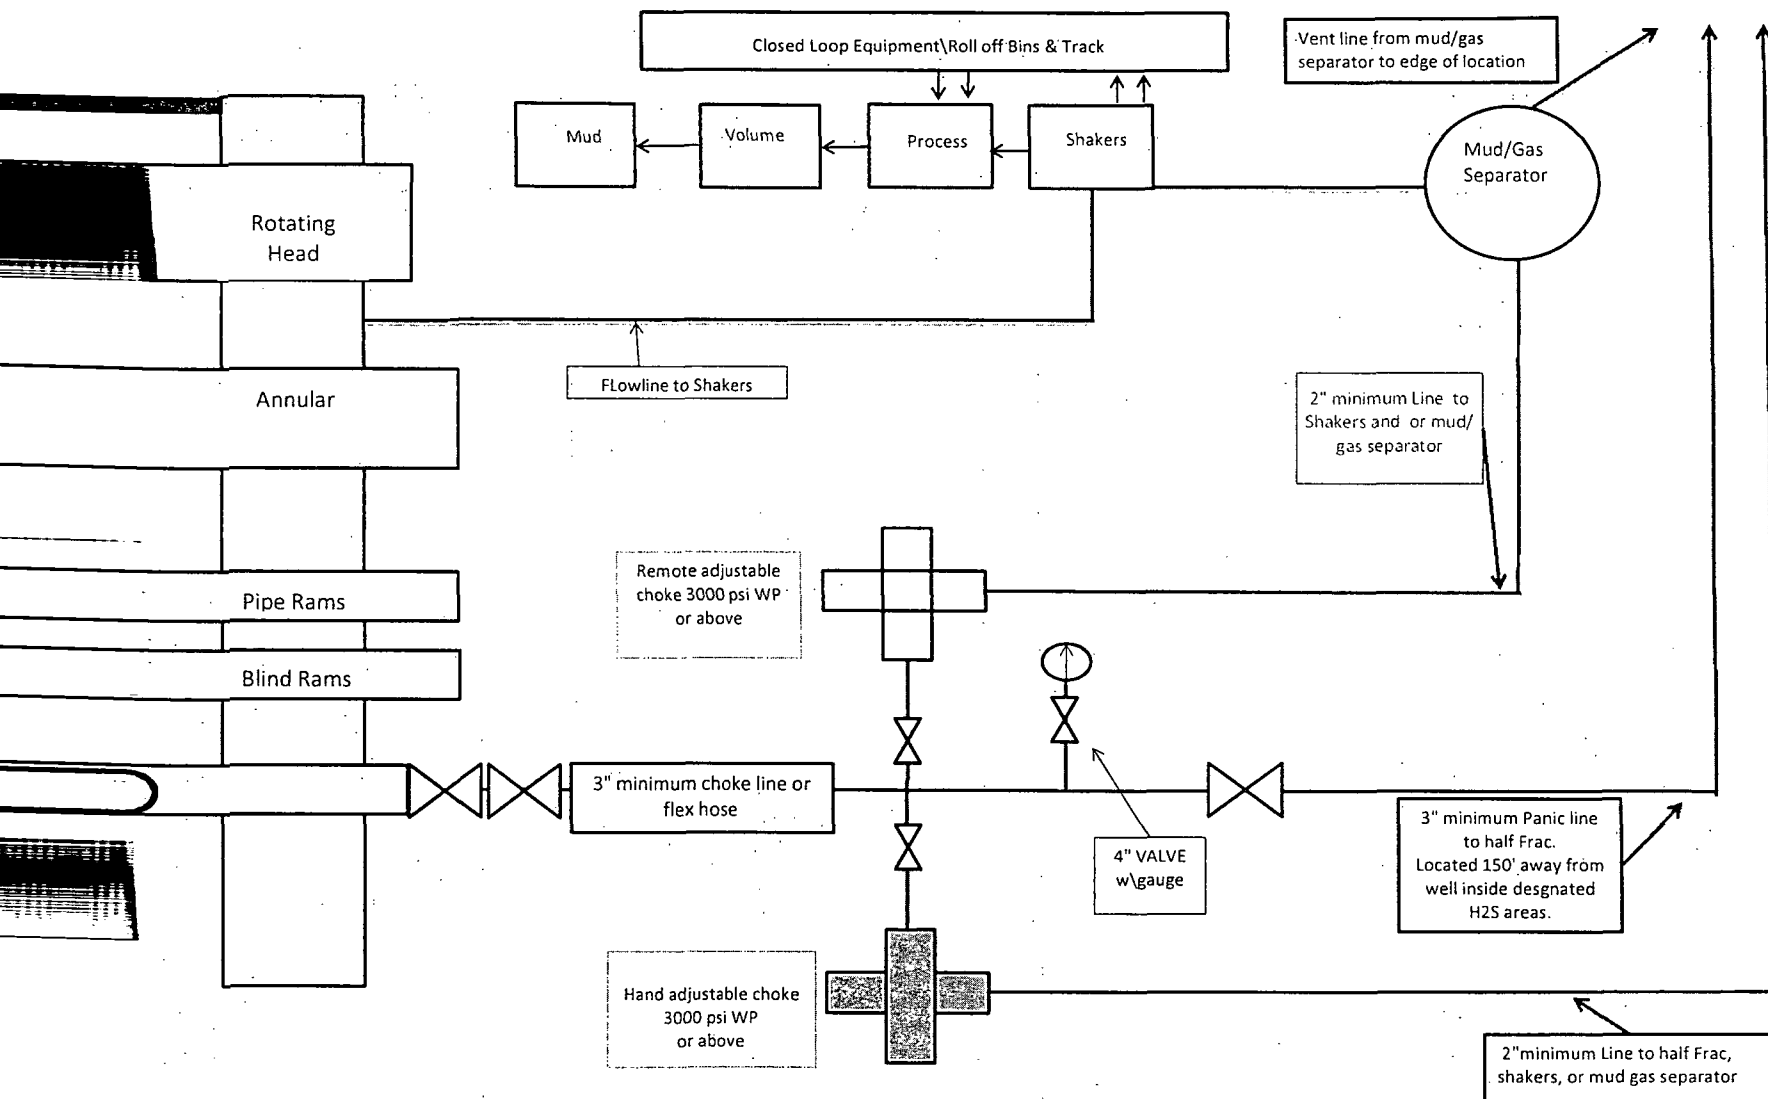 Closed Loop Equipment\Roll off Bins & Track
Vent line from mud/gas
separator to edge of location
Mud
Volume
Process
Shakers
Mud/Gas
Separator
Rotating
Head
FLowline to Shakers
Annular
2" minimum Line to
Shakers and or mud/
gas separator
Remote adjustable
choke 3000 psi WP
or above
Pipe Rams
Blind Rams
3" minimum choke line or
flex hose
4" VALVE
w\gauge
3" minimum Panic line
to half Frac.
Located 150' away from
well inside desgnated
H2S areas.
Hand adjustable choke
3000 psi WP
or above
2"minimum Line to half Frac,
shakers, or mud gas separator